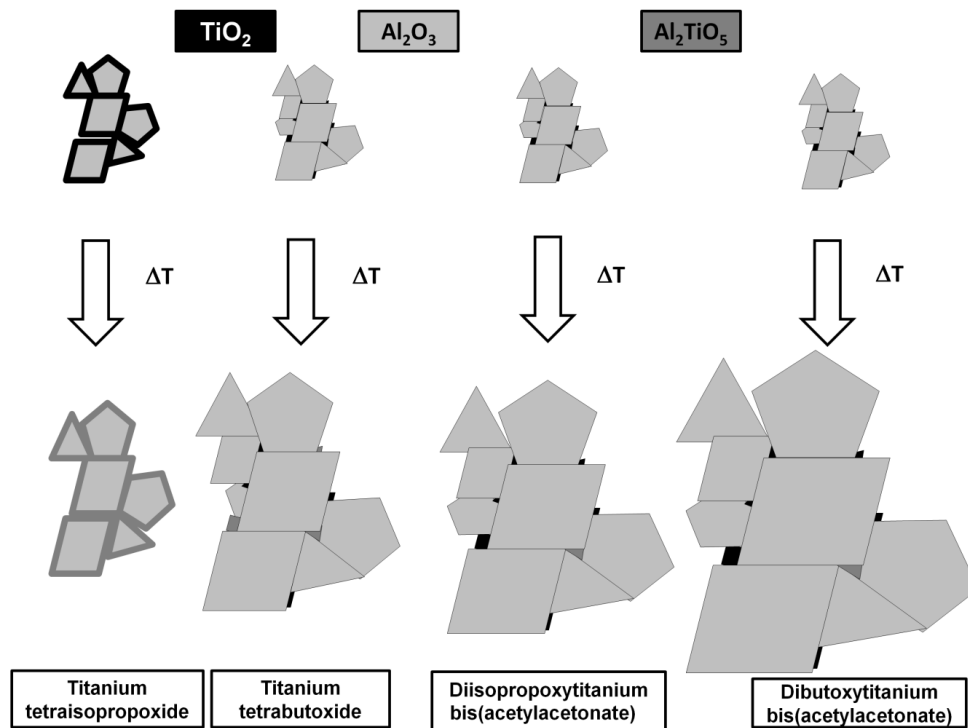 TiO₂
Al₂O₃
Al₂TiO₅
ΔT
ΔT
ΔT
ΔT
Titanium
tetraisopropoxide
Titanium
tetrabutoxide
Diisopropoxytitanium
bis(acetylacetonate)
Dibutoxytitanium
bis(acetylacetonate)